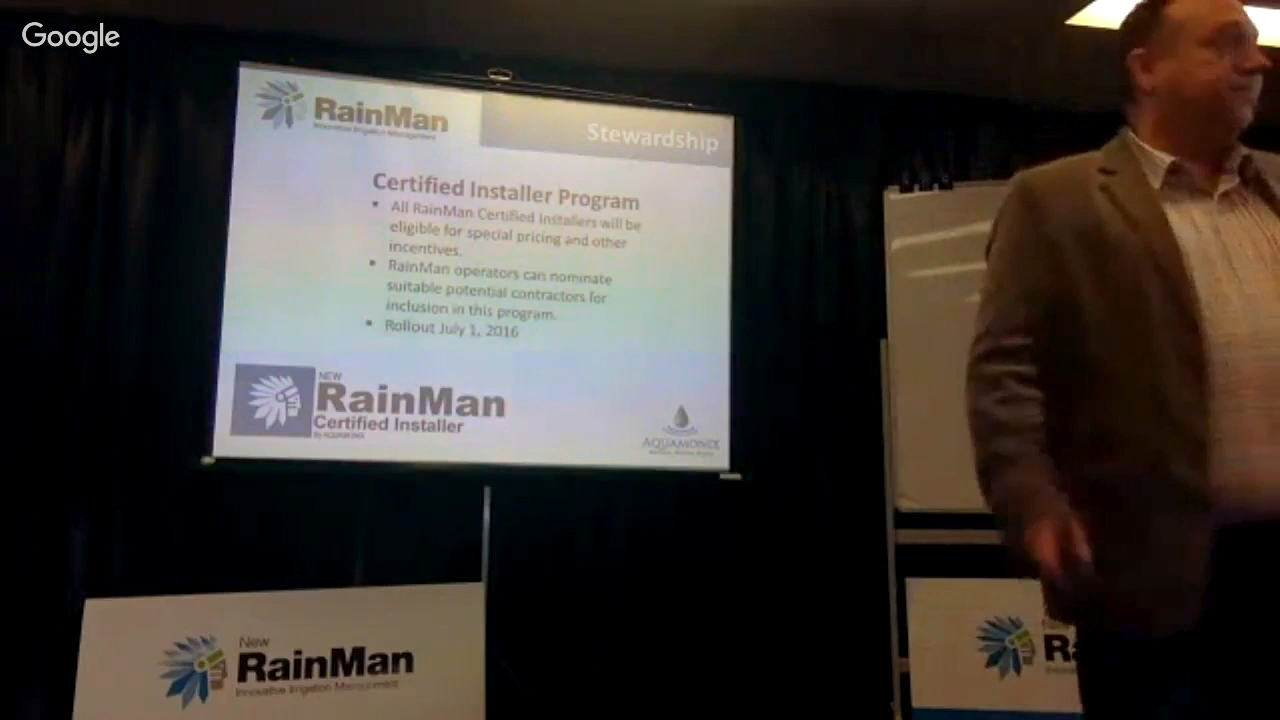 Google
RainMan
Innovative Irrigation Management
Stewardship
Certified Installer Program
▪ All RainMan Certified Installers will be
eligible for special pricing and other
incentives.
▪ RainMan operators can nominate
suitable potential contractors for
inclusion in this program.
▪ Rollout July 1, 2016
NEW
RainMan
Certified Installer
By AQUAMONIX
AQUAMONIX
New
RainMan
Innovative Irrigation Management
New
Ra